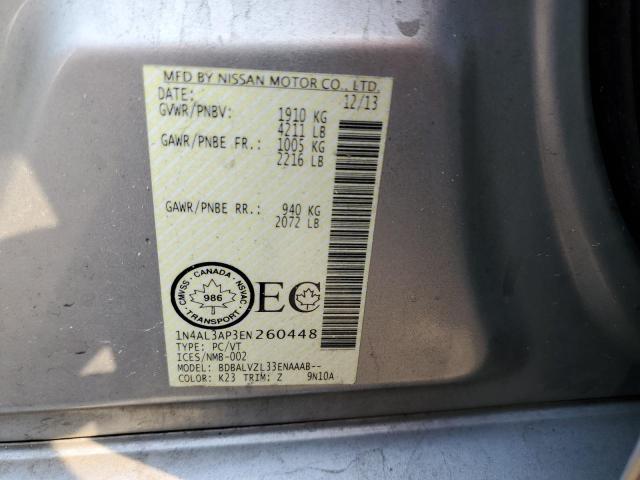 MFD BY NISSAN MOTOR CO., LTD.
DATE: 12/13
GVWR/PNBV: 1910 KG
4211 LB
GAWR/PNBE FR.: 1005 KG
2216 LB
GAWR/PNBE RR.: 940 KG
2072 LB
CMVSS · CANADA · NSVAC
986
TRANSPORT
EC
1N4AL3AP3EN260448
TYPE: PC/VT
ICES/NMB-002
MODEL: BDBALVZL33ENAAAB--
COLOR: K23 TRIM: Z 9N10A